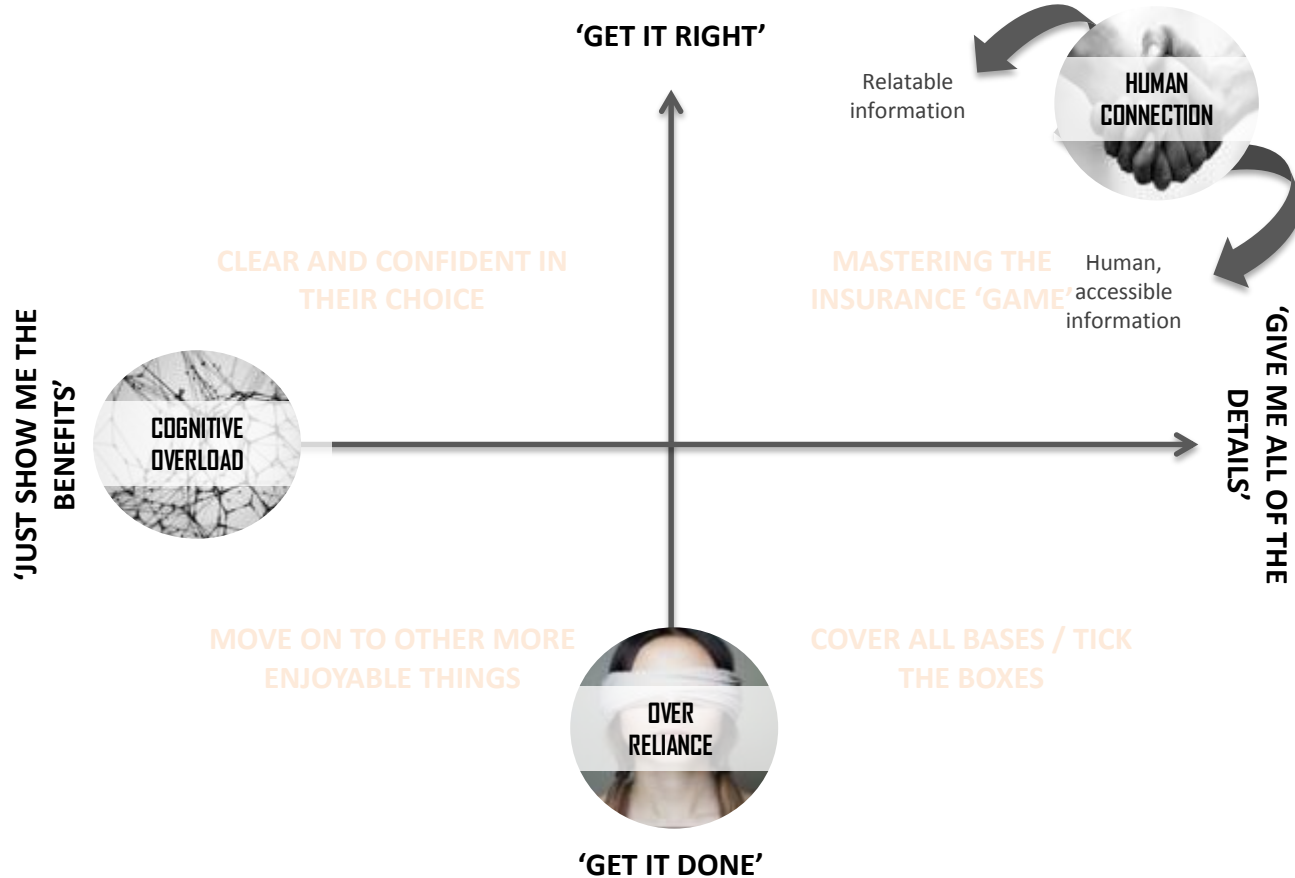 ‘GET IT RIGHT’
Relatable
information
HUMAN
CONNECTION
CLEAR AND CONFIDENT IN
THEIR CHOICE
MASTERING THE
INSURANCE ‘GAME’
Human,
accessible
information
‘JUST SHOW ME THE
BENEFITS’
COGNITIVE
OVERLOAD
‘GIVE ME ALL OF THE
DETAILS’
MOVE ON TO OTHER MORE
ENJOYABLE THINGS
COVER ALL BASES / TICK
THE BOXES
OVER
RELIANCE
‘GET IT DONE’